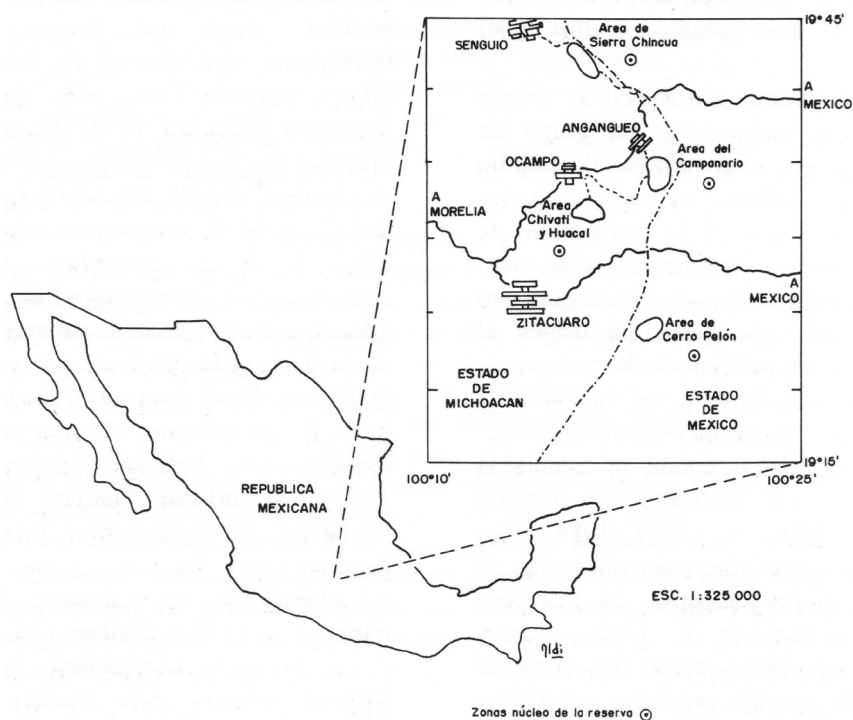 19° 45'
SENGUIO
Area de
Sierra Chincua
A
MEXICO
ANGANGUEO
OCAMPO
Area del
Campanario
A
MORELIA
Area
Chivati
y Huacal
A
MEXICO
ZITACUARO
Area de
Cerro Pelón
ESTADO
DE
MICHOACAN
ESTADO
DE
MEXICO
19° 15'
100° 10'
100° 25'
REPUBLICA
MEXICANA
ESC. 1:325 000
Zonas núcleo de la reserva